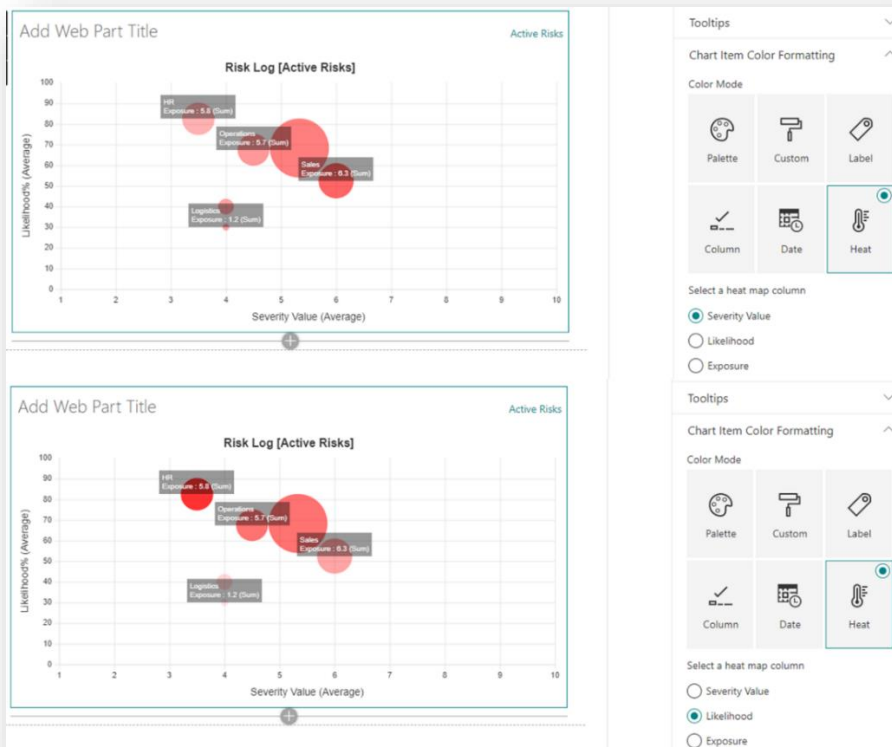 Add Web Part Title
Active Risks
Risk Log [Active Risks]
Likelihood% (Average)
100
90
80
70
60
50
40
30
20
10
0
HR
Exposure : 5.8 (Sum)
Operations
Exposure : 5.7 (Sum)
Sales
Exposure : 6.3 (Sum)
Logistics
Exposure : 1.2 (Sum)
1 2 3 4 5 6 7 8 9 10
Severity Value (Average)
Tooltips
Chart Item Color Formatting
Color Mode
Palette Custom Label
Column Date Heat
Select a heat map column
Severity Value
Likelihood
Exposure
Add Web Part Title
Active Risks
Risk Log [Active Risks]
Likelihood% (Average)
100
90
80
70
60
50
40
30
20
10
0
HR
Exposure : 5.8 (Sum)
Operations
Exposure : 5.7 (Sum)
Sales
Exposure : 6.3 (Sum)
Logistics
Exposure : 1.2 (Sum)
1 2 3 4 5 6 7 8 9 10
Severity Value (Average)
Tooltips
Chart Item Color Formatting
Color Mode
Palette Custom Label
Column Date Heat
Select a heat map column
Severity Value
Likelihood
Exposure